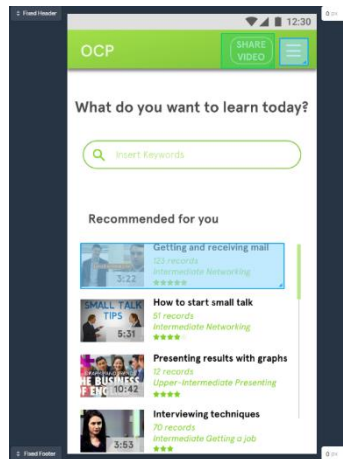 Fixed Header
0 px
12:30
OCP
SHARE
VIDEO
What do you want to learn today?
Insert Keywords
Recommended for you
Getting and receiving mail
123 records
Intermediate Networking
3:22
SMALL TALK
TIPS
5:31
How to start small talk
51 records
Intermediate Networking
Presenting results with graphs
12 records
Upper-Intermediate Presenting
HE BUSINESS
OF ENG
10:42
Interviewing techniques
70 records
Intermediate Getting a job
3:53
Fixed Footer
0 px